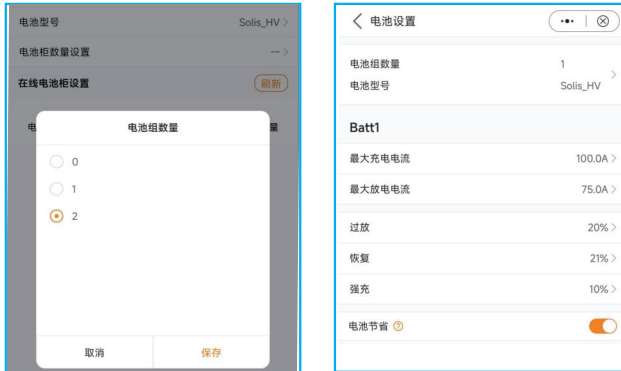 电池型号 Solis_HV >
电池柜数量设置 -- >
在线电池柜设置 刷新
电 量
电池组数量
0
1
2
取消 保存
电池设置
电池组数量 1
电池型号 Solis_HV >
Batt1
最大充电电流 100.0A >
最大放电电流 75.0A >
过放 20% >
恢复 21% >
强充 10% >
电池节省 ?